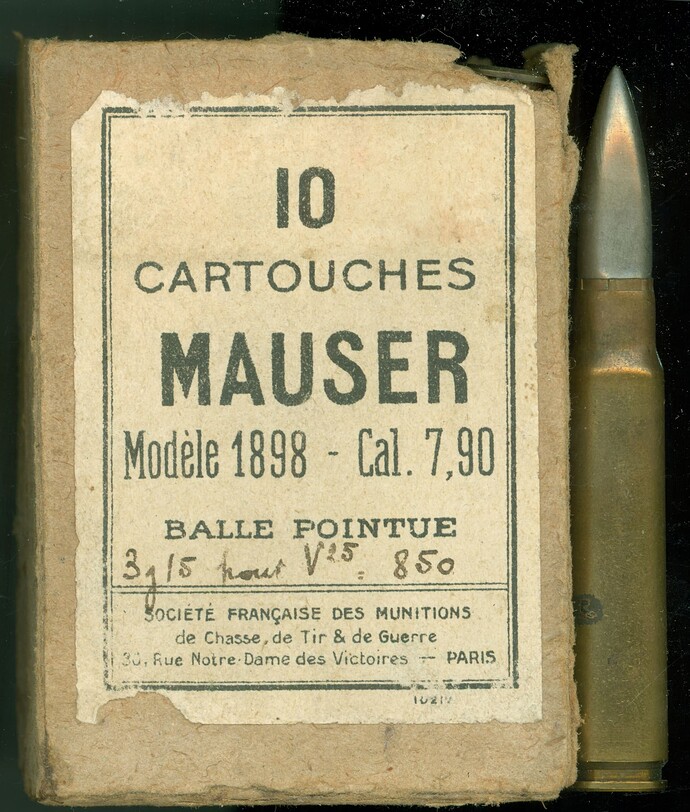 10
CARTOUCHES
MAUSER
Modèle 1898 - Cal. 7,90
BALLE POINTUE
3g15 pour V25 = 850
SOCIÉTÉ FRANÇAISE DES MUNITIONS
de Chasse, de Tir & de Guerre
30, Rue Notre-Dame des Victoires — PARIS